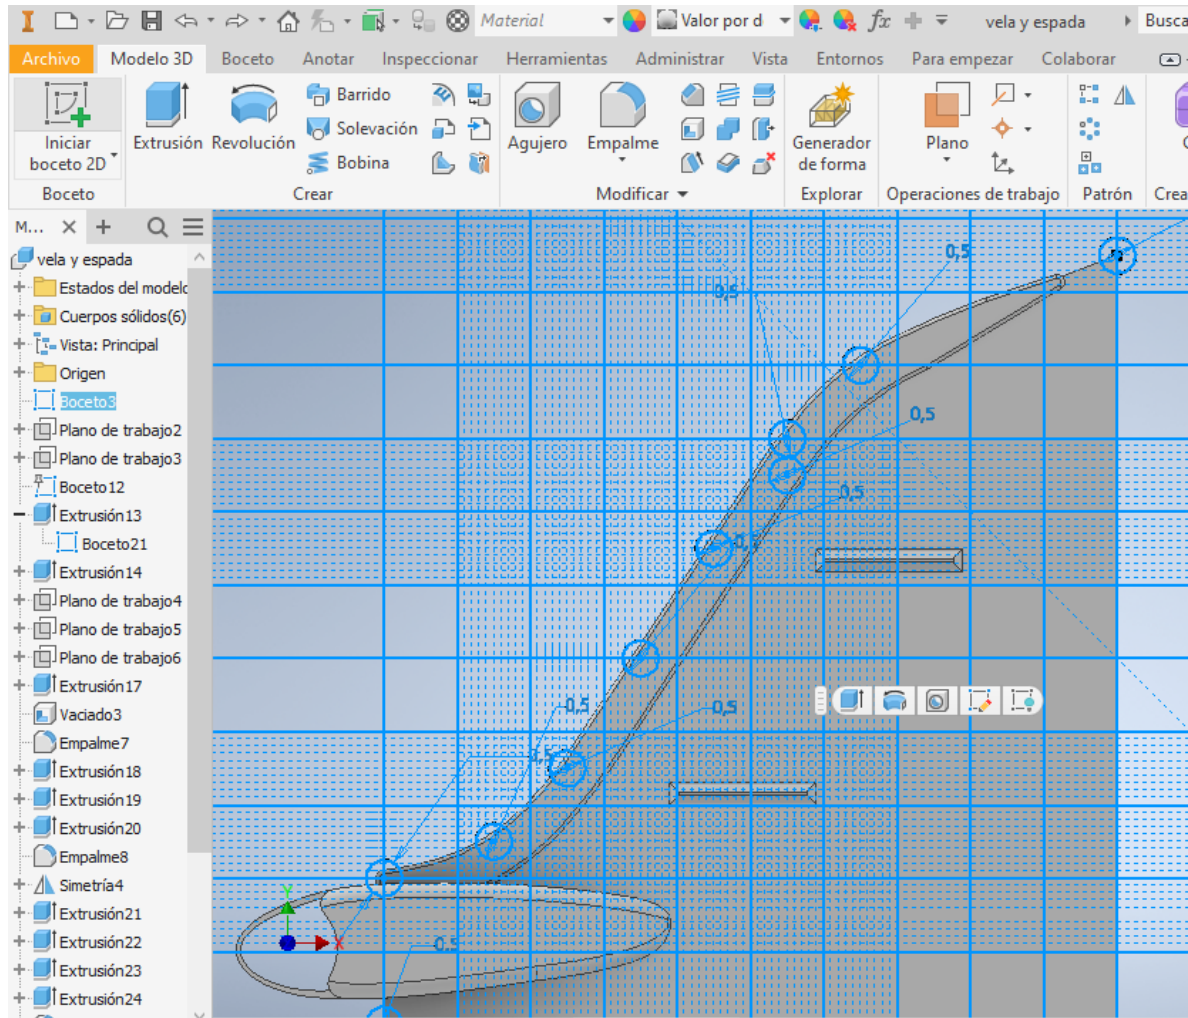 Material
Valor por d
fx
vela y espada
Busca
Archivo
Modelo 3D
Boceto
Anotar
Inspeccionar
Herramientas
Administrar
Vista
Entornos
Para empezar
Colaborar
Iniciar
boceto 2D
Extrusión
Revolución
Barrido
Solevación
Bobina
Agujero
Empalme
Generador
de forma
Plano
Boceto
Crear
Modificar
Explorar
Operaciones de trabajo
Patrón
Crea
M...
vela y espada
Estados del modelo
Cuerpos sólidos(6)
Vista: Principal
Origen
Boceto3
Plano de trabajo2
Plano de trabajo3
Boceto12
Extrusión13
Boceto21
Extrusión14
Plano de trabajo4
Plano de trabajo5
Plano de trabajo6
Extrusión17
Vaciado3
Empalme7
Extrusión18
Extrusión19
Extrusión20
Empalme8
Simetría4
Extrusión21
Extrusión22
Extrusión23
Extrusión24
0,5
0,5
0,5
0,5
0,5
0,5
0,5
0,5
Y
X